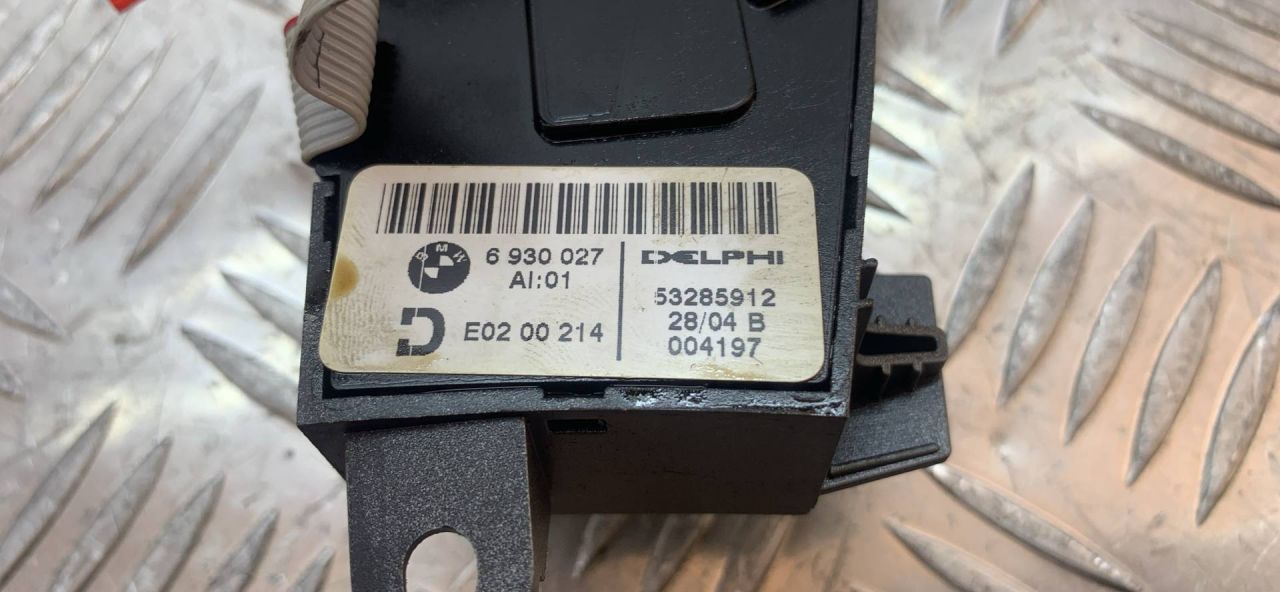 BMW
6 930 027
AI:01
D
E02 00 214
DELPHI
53285912
28/04 B
004197